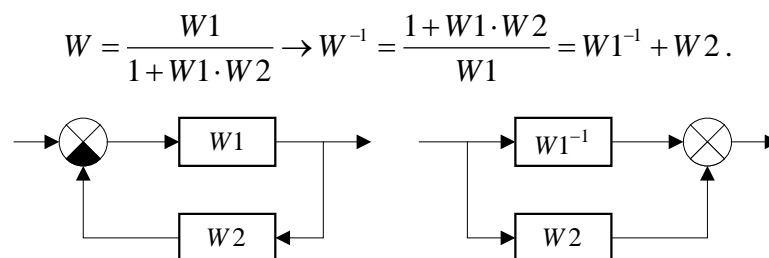 W = W1 / (1 + W1·W2) → W⁻¹ = (1 + W1·W2) / W1 = W1⁻¹ + W2.
W1 W1⁻¹
W2 W2